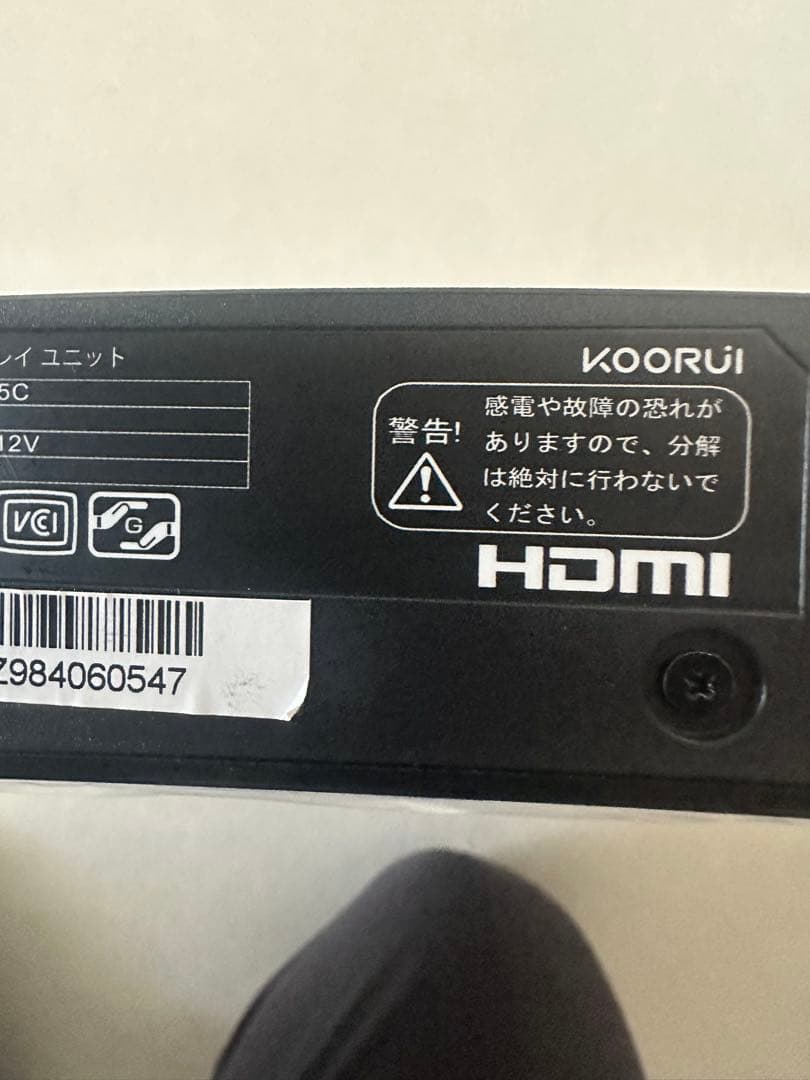 レイ ユニット
5C
12V
KOORUI
警告!
感電や故障の恐れが
ありますので、分解
は絶対に行わないで
ください。
VCCI
G
HDMI
Z984060547